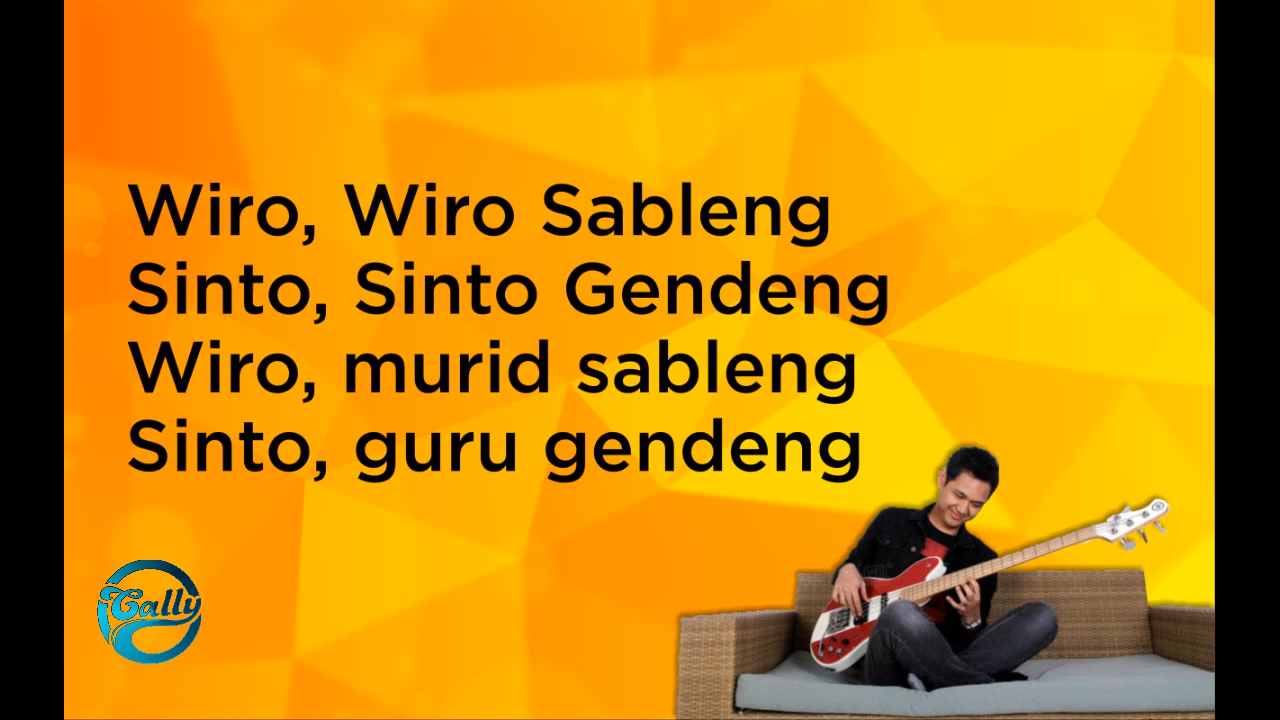 Wiro, Wiro Sableng
Sinto, Sinto Gendeng
Wiro, murid sableng
Sinto, guru gendeng
Cally